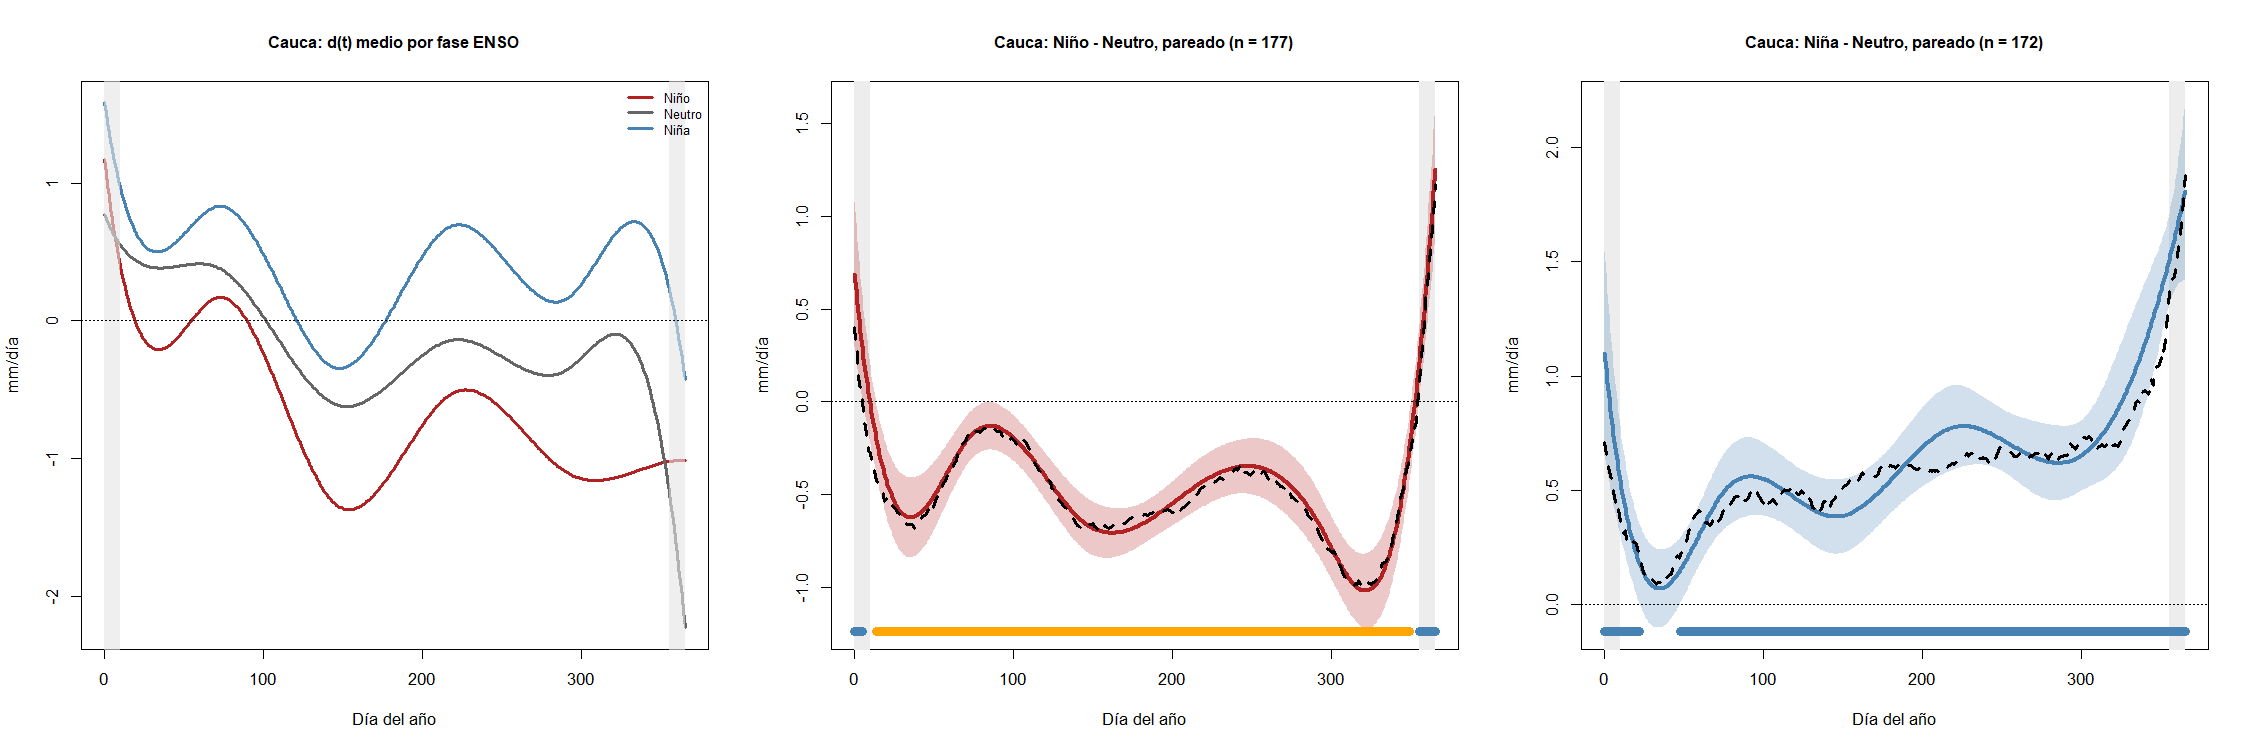 Cauca: d(t) medio por fase ENSO
Niño
Neutro
Niña
1
0
-1
-2
mm/día
0 100 200 300
Día del año
Cauca: Niño - Neutro, pareado (n = 177)
1.5
1.0
0.5
0.0
-0.5
-1.0
mm/día
0 100 200 300
Día del año
Cauca: Niña - Neutro, pareado (n = 172)
2.0
1.5
1.0
0.5
0.0
mm/día
0 100 200 300
Día del año